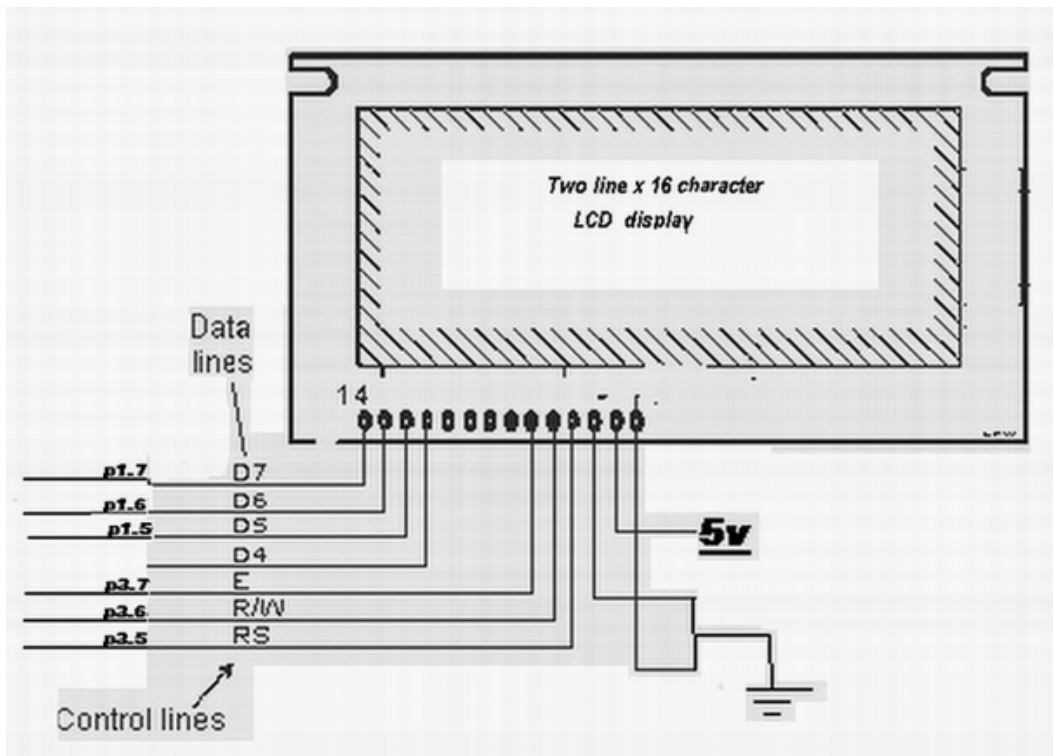 Two line x 16 character
LCD display
Data
lines
14
p1.7 D7
p1.6 D6
p1.5 D5
D4
p3.7 E
p3.6 R/W
p3.5 RS
5v
Control lines